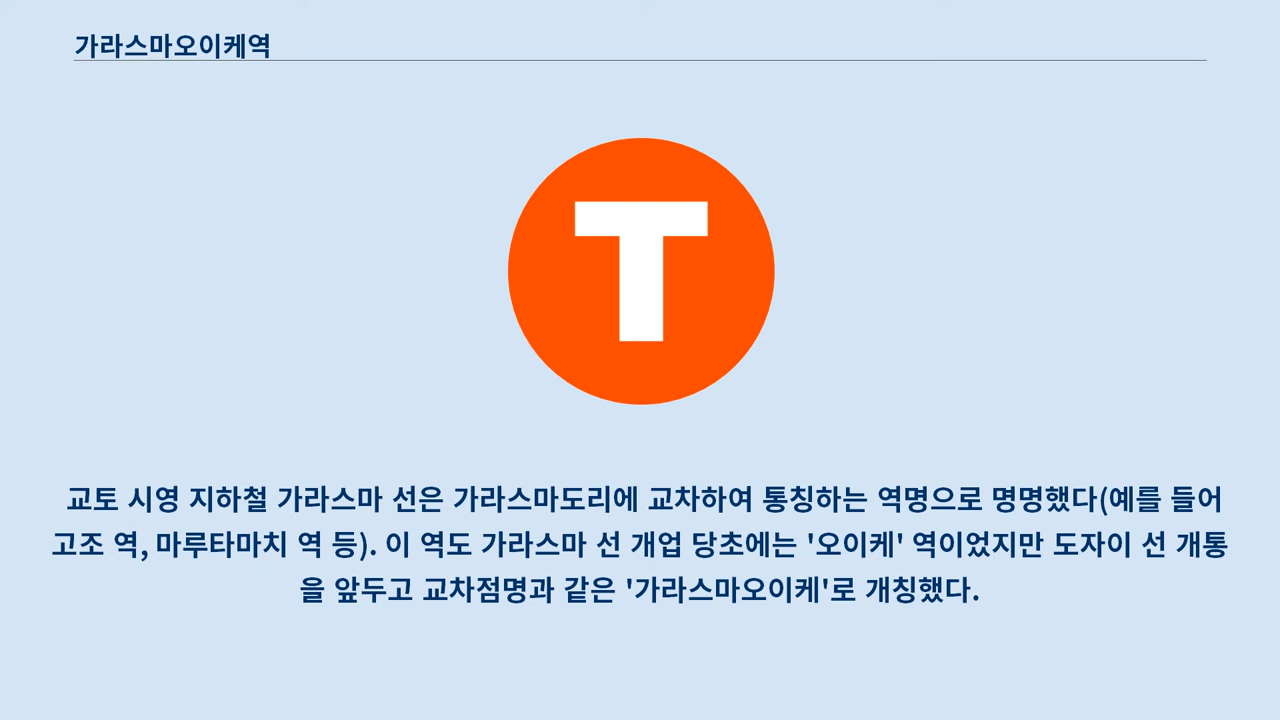 가라스마오이케역
T
교토 시영 지하철 가라스마 선은 가라스마도리에 교차하여 통칭하는 역명으로 명명했다(예를 들어
고조 역, 마루타마치 역 등). 이 역도 가라스마 선 개업 당초에는 '오이케' 역이었지만 도자이 선 개통
을 앞두고 교차점명과 같은 '가라스마오이케'로 개칭했다.